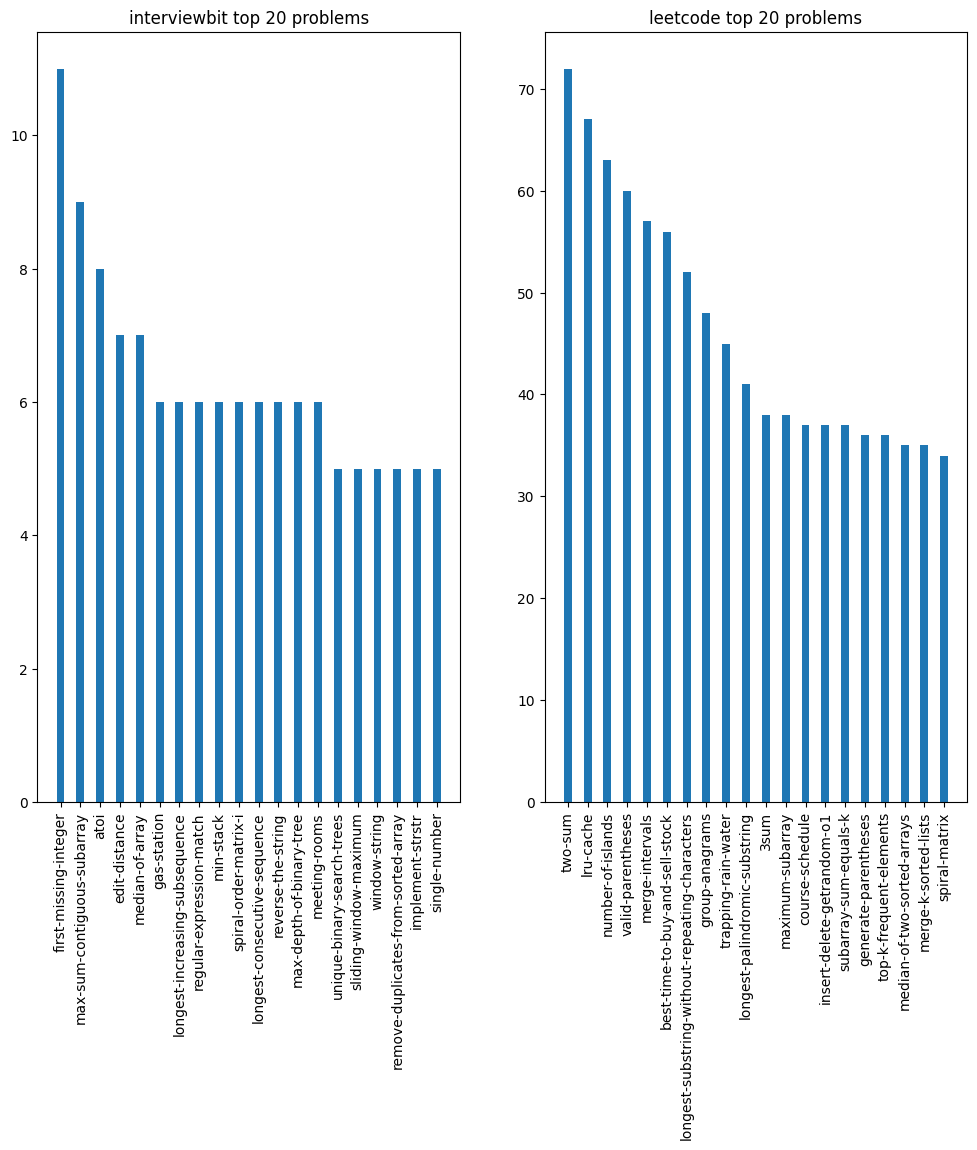 interviewbit top 20 problems
10
8
6
4
2
0
first-missing-integer
max-sum-contiguous-subarray
atoi
edit-distance
median-of-array
gas-station
longest-increasing-subsequence
regular-expression-match
min-stack
spiral-order-matrix-i
longest-consecutive-sequence
reverse-the-string
max-depth-of-binary-tree
meeting-rooms
unique-binary-search-trees
sliding-window-maximum
window-string
remove-duplicates-from-sorted-array
implement-strstr
single-number
leetcode top 20 problems
70
60
50
40
30
20
10
0
two-sum
lru-cache
number-of-islands
valid-parentheses
merge-intervals
best-time-to-buy-and-sell-stock
longest-substring-without-repeating-characters
group-anagrams
trapping-rain-water
longest-palindromic-substring
3sum
maximum-subarray
course-schedule
insert-delete-getrandom-o1
subarray-sum-equals-k
generate-parentheses
top-k-frequent-elements
median-of-two-sorted-arrays
merge-k-sorted-lists
spiral-matrix